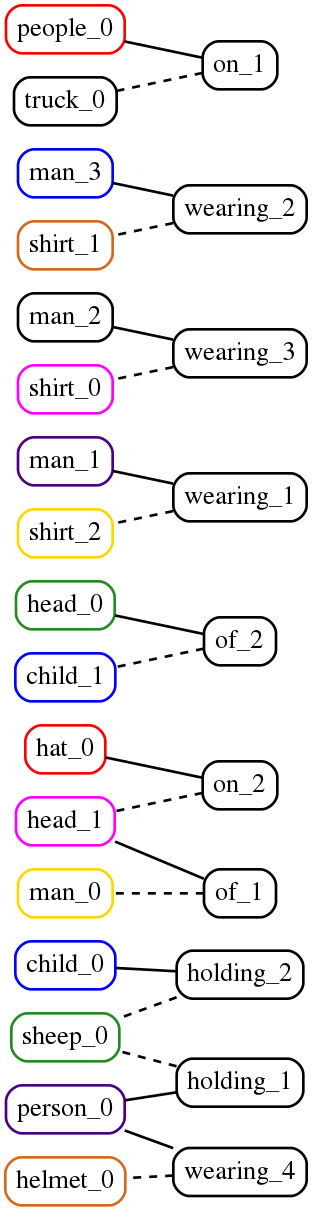 people_0
on_1
truck_0
man_3
wearing_2
shirt_1
man_2
wearing_3
shirt_0
man_1
wearing_1
shirt_2
head_0
of_2
child_1
hat_0
on_2
head_1
man_0
of_1
child_0
holding_2
sheep_0
holding_1
person_0
wearing_4
helmet_0